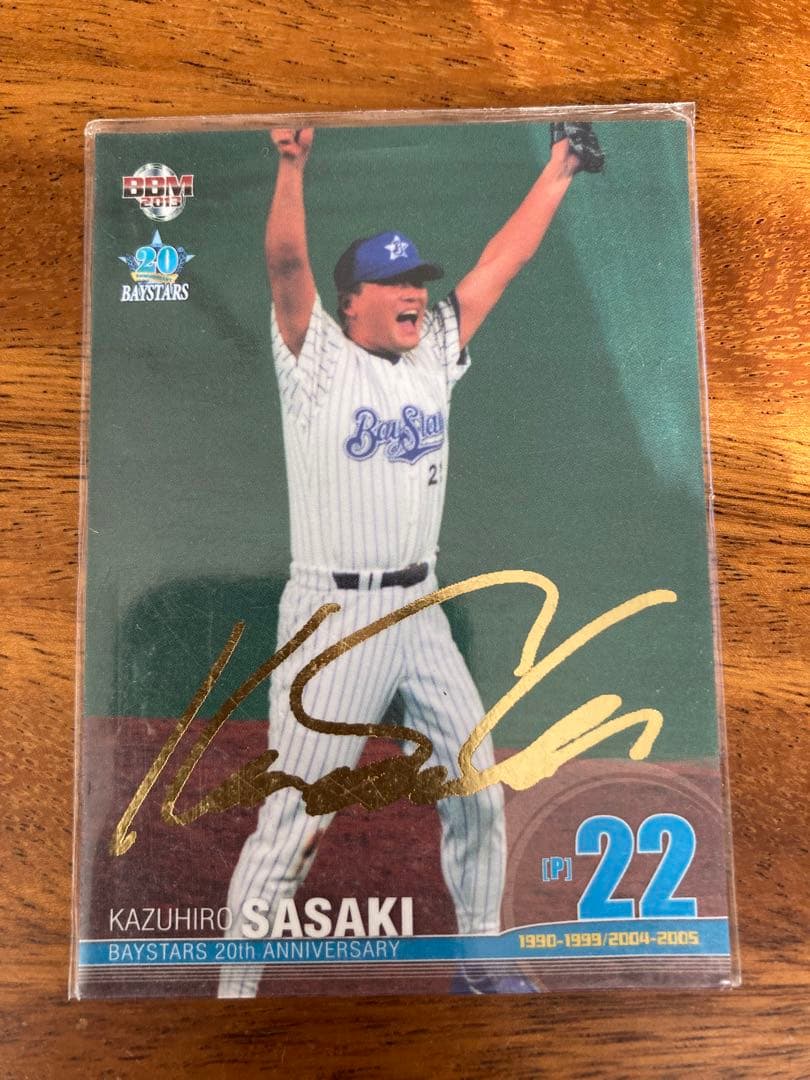 BBM
2013
20
BAYSTARS
BayStars
[P] 22
KAZUHIRO SASAKI
BAYSTARS 20th ANNIVERSARY
1990-1999/2004-2005